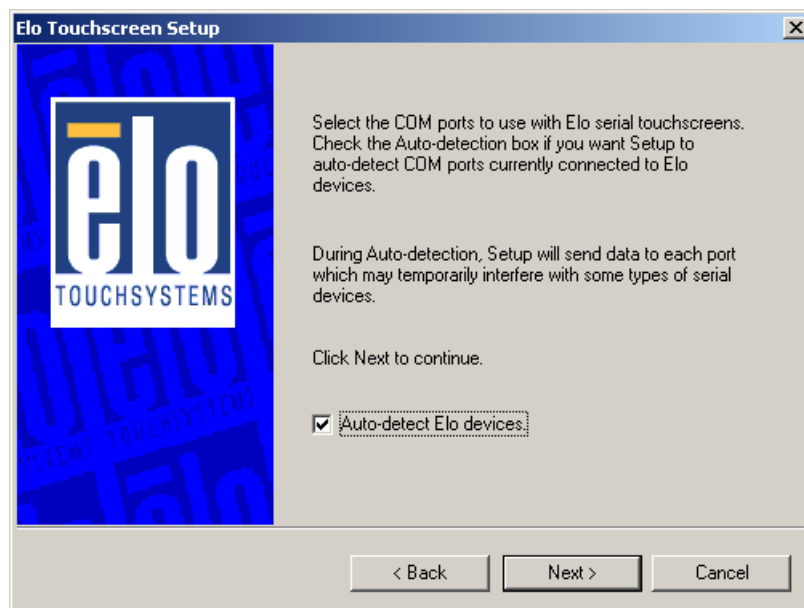 Elo Touchscreen Setup
elo
TOUCHSYSTEMS
Select the COM ports to use with Elo serial touchscreens.
Check the Auto-detection box if you want Setup to
auto-detect COM ports currently connected to Elo
devices.
During Auto-detection, Setup will send data to each port
which may temporarily interfere with some types of serial
devices.
Click Next to continue.
Auto-detect Elo devices.
< Back
Next >
Cancel